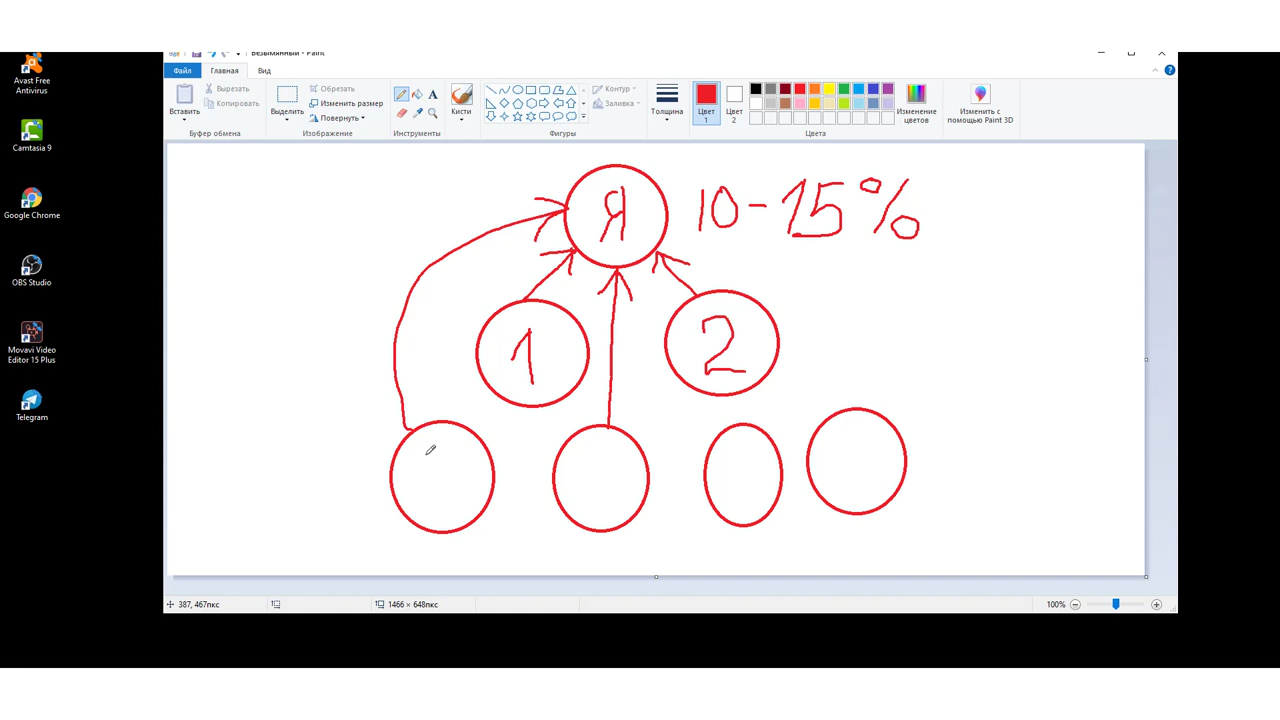 Avast Free
Antivirus
Camtasia 9
Google Chrome
OBS Studio
Movavi Video
Editor 15 Plus
Telegram
Безымянный - Paint
Файл
Главная
Вид
Вставить
Вырезать
Копировать
Буфер обмена
Выделить
Обрезать
Изменить размер
Повернуть
Изображение
A
Инструменты
Кисти
Контур
Заливка
Фигуры
Толщина
Цвет
1
Цвет
2
Цвета
Изменение
цветов
Изменить с
помощью Paint 3D
Я 10-15%
1 2
387, 467пкс
1466 × 648пкс
100%